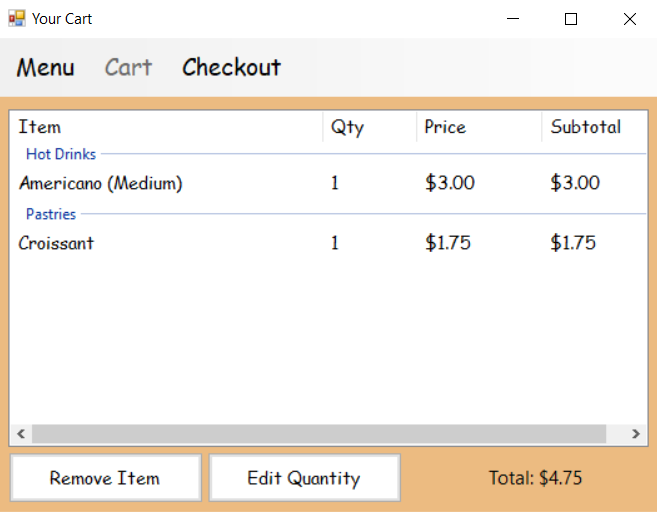 Your Cart
Menu Cart Checkout
Item Qty Price Subtotal
Hot Drinks
Americano (Medium) 1 $3.00 $3.00
Pastries
Croissant 1 $1.75 $1.75
Remove Item Edit Quantity Total: $4.75